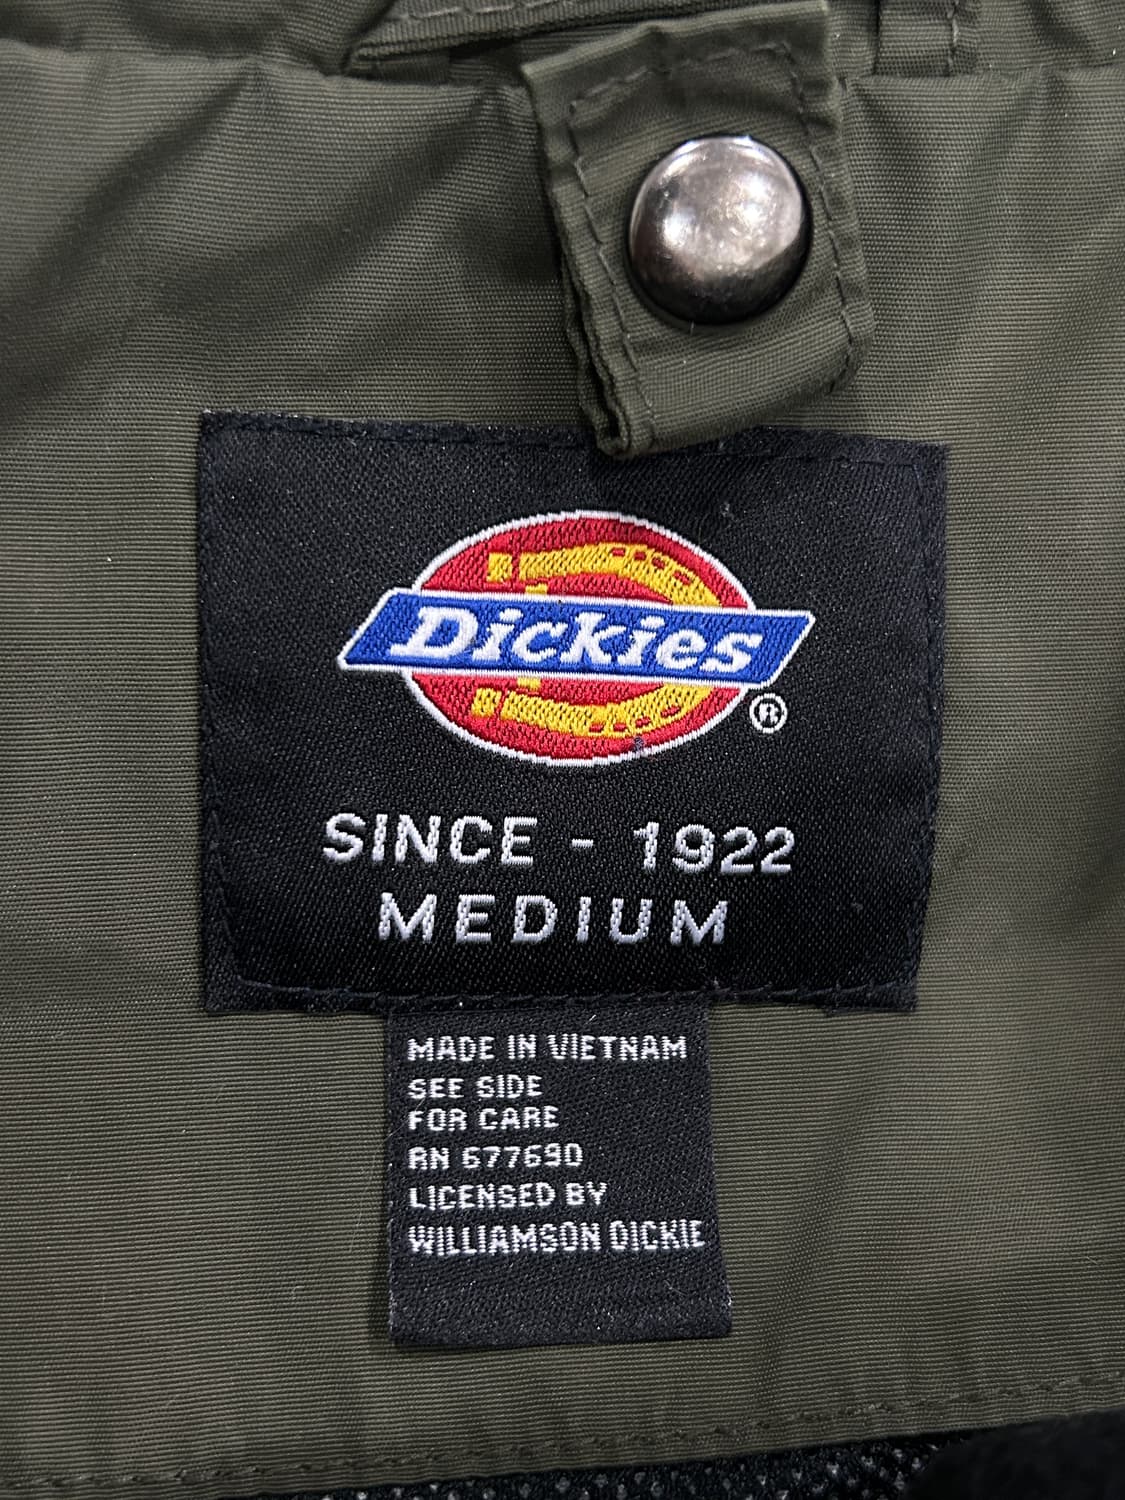 Dickies®
SINCE - 1922
MEDIUM
MADE IN VIETNAM
SEE SIDE
FOR CARE
RN 677690
LICENSED BY
WILLIAMSON DICKIE